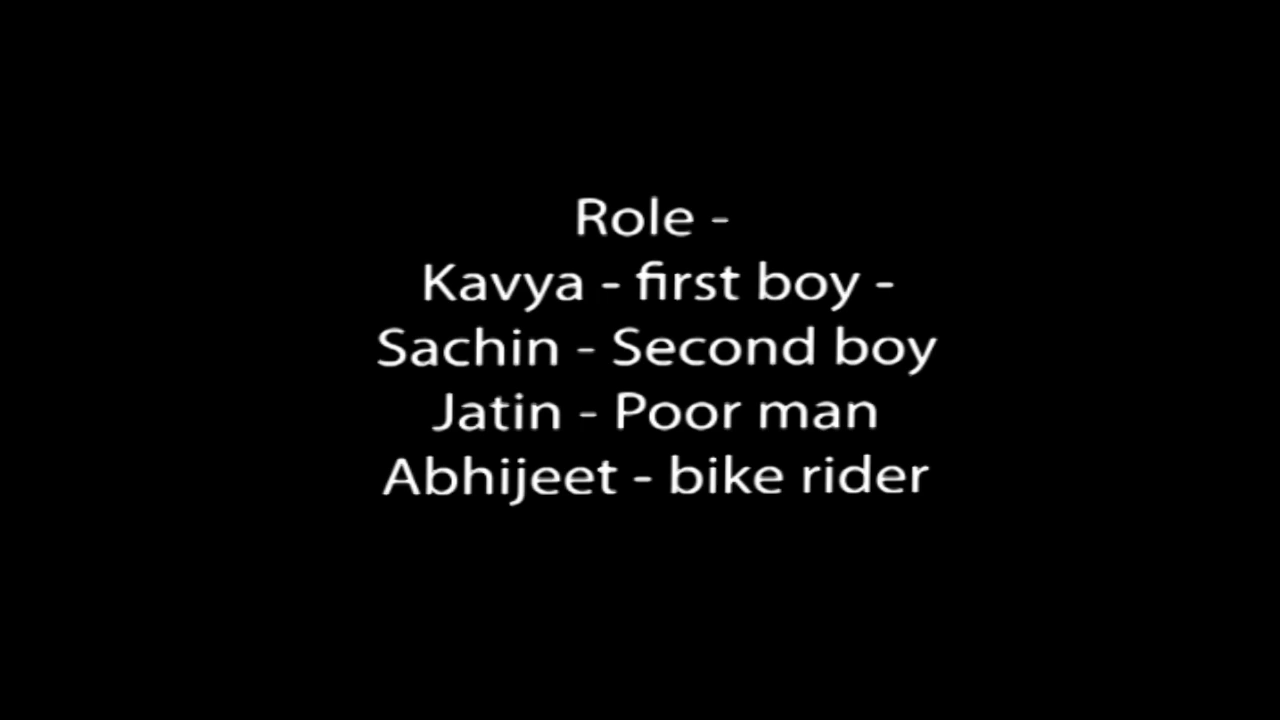 Role -
Kavya - first boy -
Sachin - Second boy
Jatin - Poor man
Abhijeet - bike rider